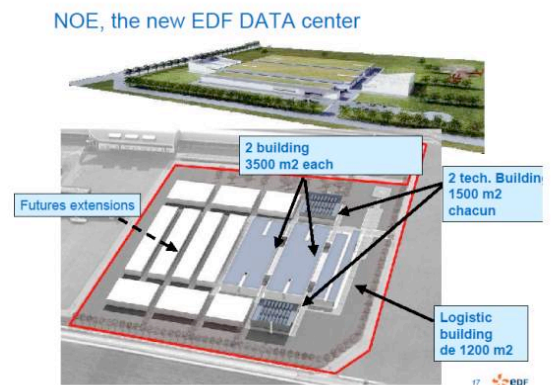 NOE, the new EDF DATA center
2 building
3500 m2 each
2 tech. Building
1500 m2
chacun
Futures extensions
Logistic
building
de 1200 m2
17
EDF